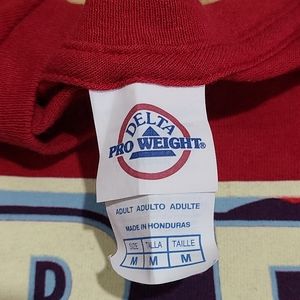 DELTA
PRO WEIGHT®
ADULT ADULTO ADULTE
MADE IN HONDURAS
SIZE TALLA TAILLE
M M M